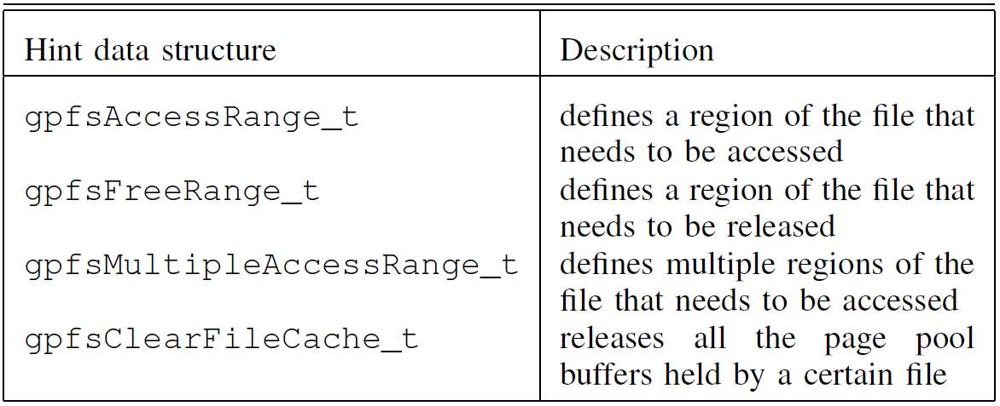 Hint data structure Description
gpfsAccessRange_t defines a region of the file that
needs to be accessed
gpfsFreeRange_t defines a region of the file that
needs to be released
gpfsMultipleAccessRange_t defines multiple regions of the
file that needs to be accessed
gpfsClearFileCache_t releases all the page pool
buffers held by a certain file